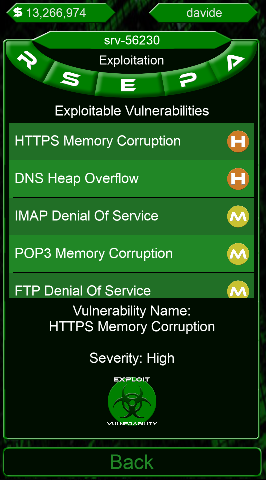 $ 13,266,974
davide
srv-56230
R S E P A
Exploitation
Exploitable Vulnerabilities
HTTPS Memory Corruption H
DNS Heap Overflow H
IMAP Denial Of Service M
POP3 Memory Corruption M
FTP Denial Of Service M
Vulnerability Name:
HTTPS Memory Corruption
Severity: High
EXPLOIT
VULNERABILITY
Back